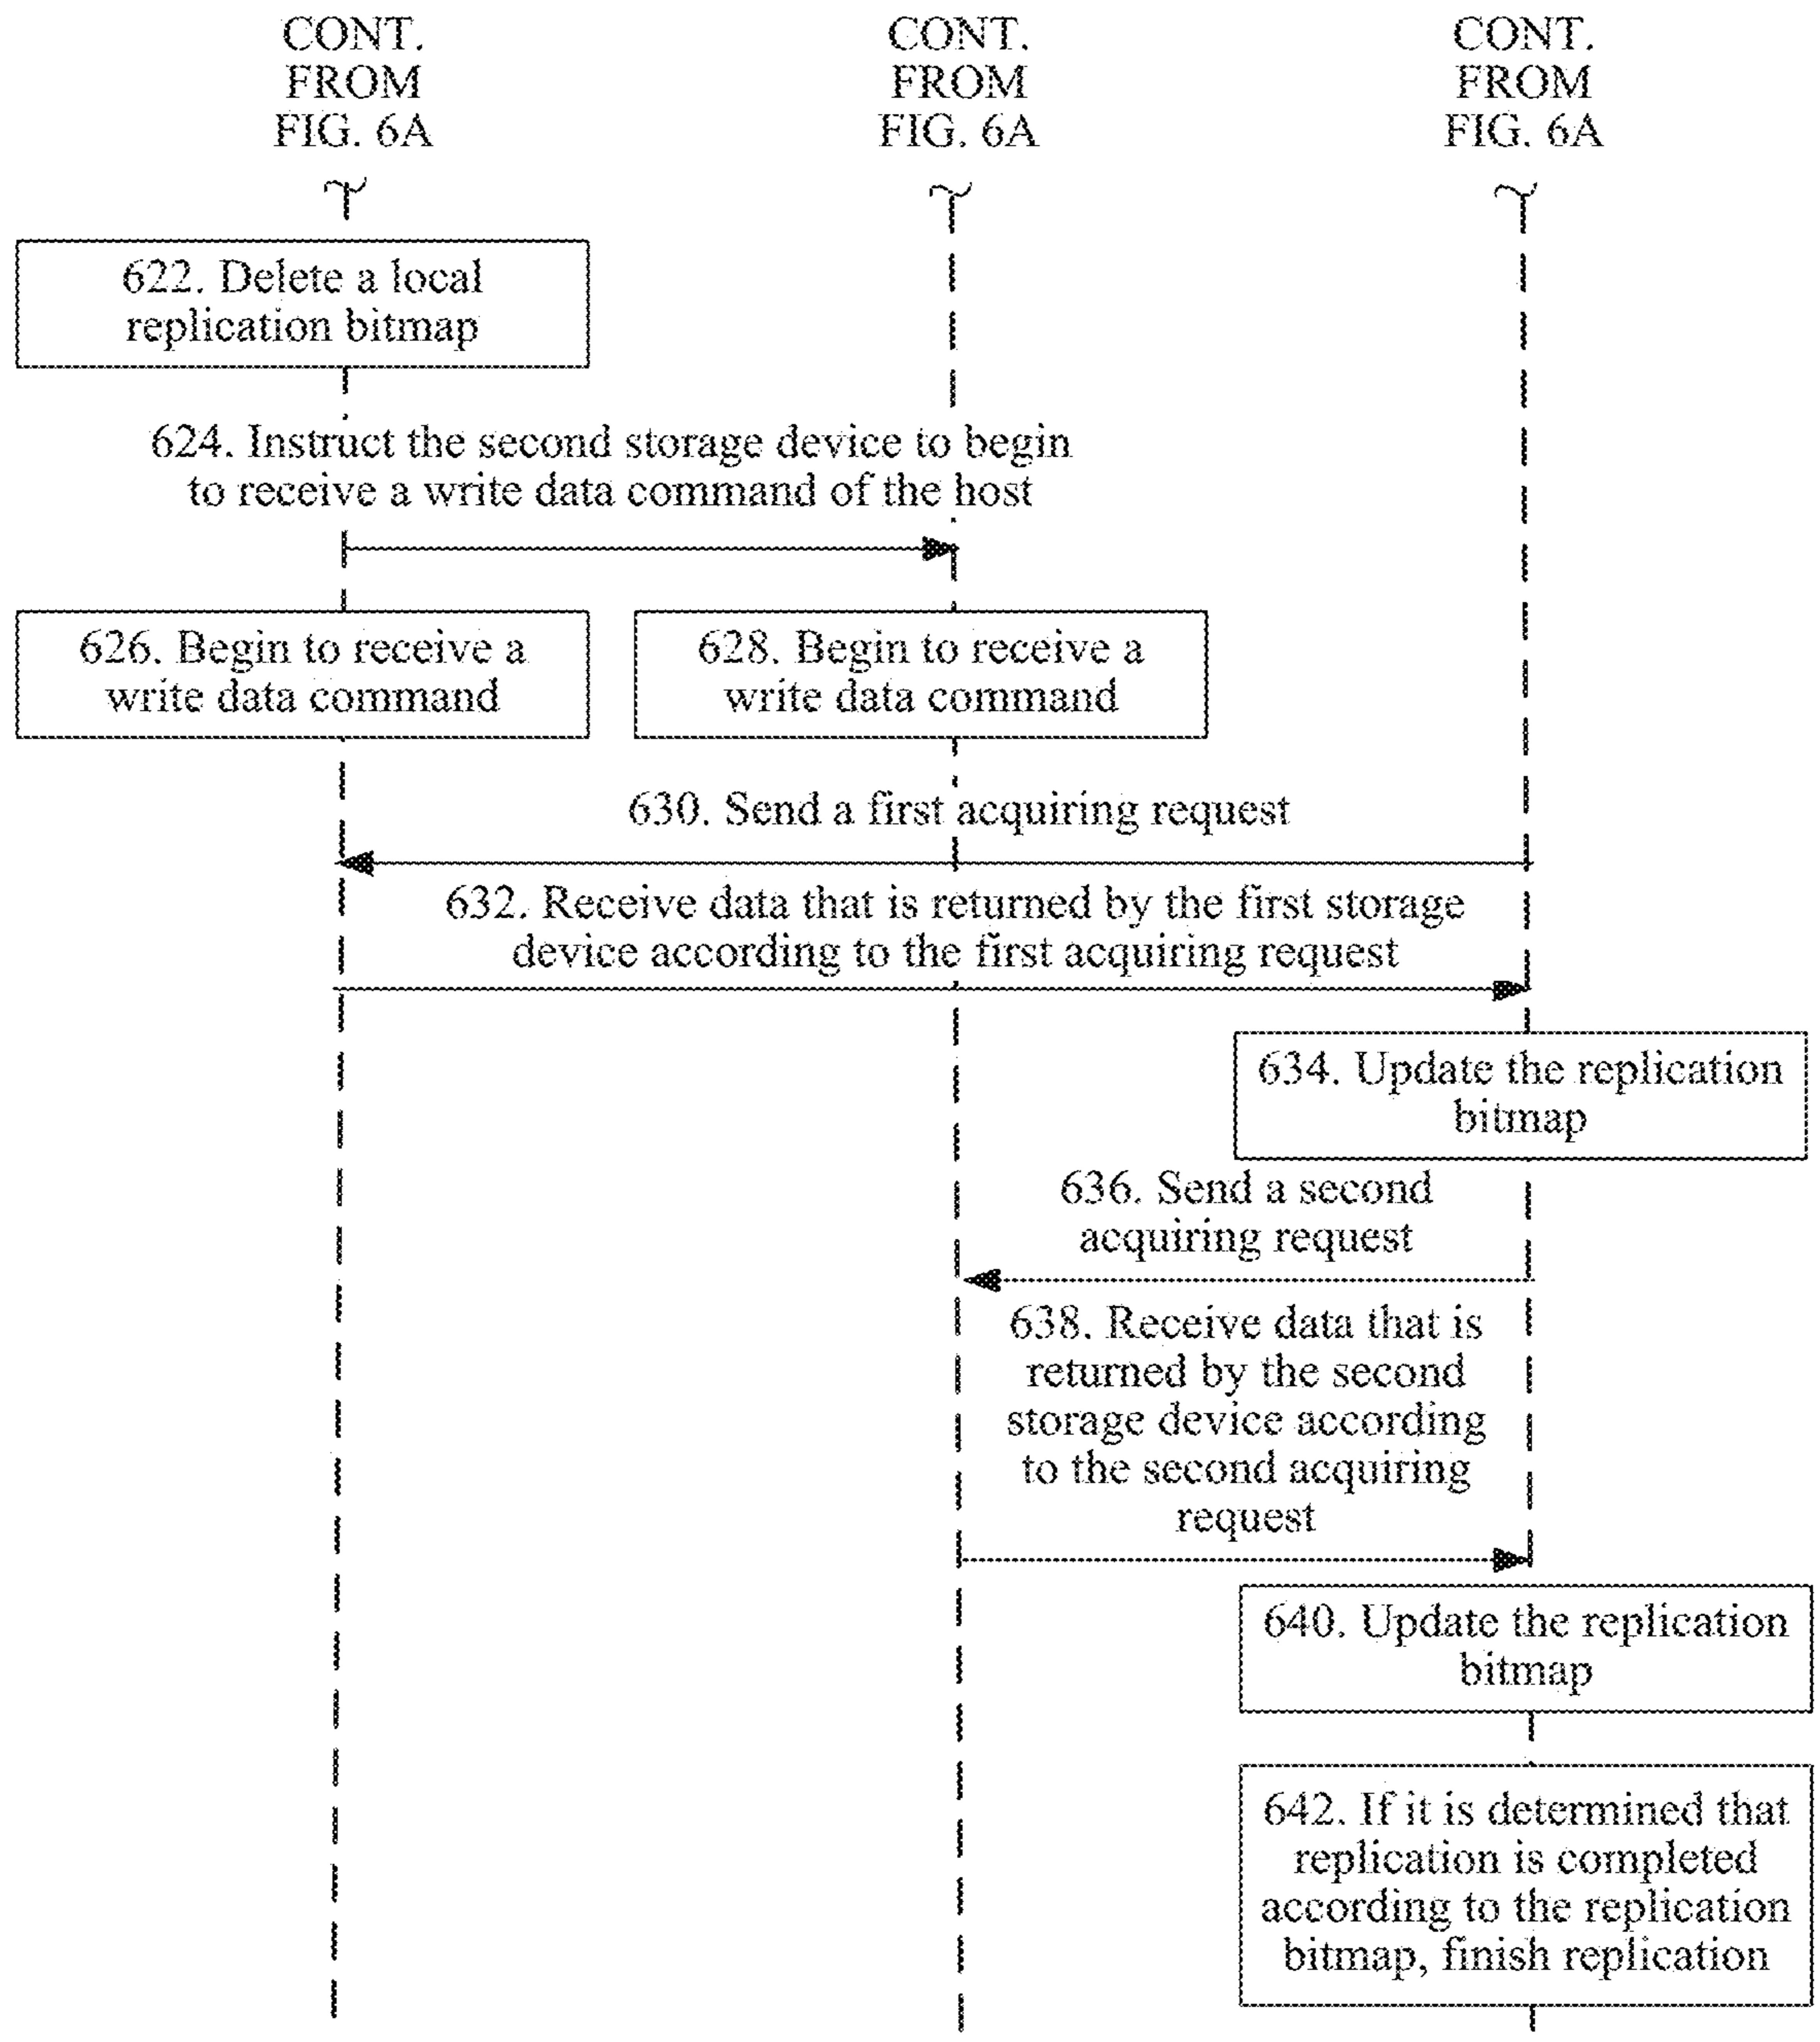 CONT.
FROM
FIG. 6A
CONT.
FROM
FIG. 6A
CONT.
FROM
FIG. 6A
622. Delete a local
replication bitmap
624. Instruct the second storage device to begin
to receive a write data command of the host
626. Begin to receive a
write data command
628. Begin to receive a
write data command
630. Send a first acquiring request
632. Receive data that is returned by the first storage
device according to the first acquiring request
634. Update the replication
bitmap
636. Send a second
acquiring request
638. Receive data that is
returned by the second
storage device according
to the second acquiring
request
640. Update the replication
bitmap
642. If it is determined that
replication is completed
according to the replication
bitmap, finish replication